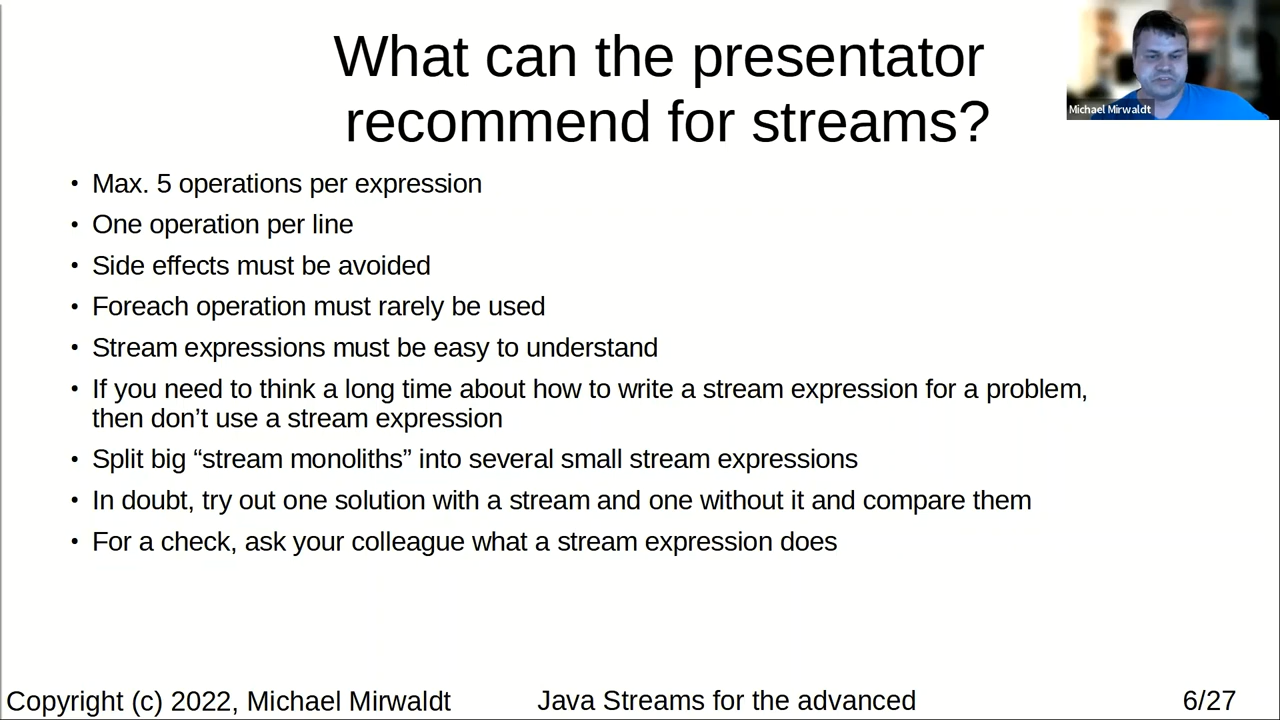 What can the presentator
recommend for streams?
Michael Mirwaldt
• Max. 5 operations per expression
• One operation per line
• Side effects must be avoided
• Foreach operation must rarely be used
• Stream expressions must be easy to understand
• If you need to think a long time about how to write a stream expression for a problem,
then don’t use a stream expression
• Split big “stream monoliths” into several small stream expressions
• In doubt, try out one solution with a stream and one without it and compare them
• For a check, ask your colleague what a stream expression does
Copyright (c) 2022, Michael Mirwaldt
Java Streams for the advanced
6/27